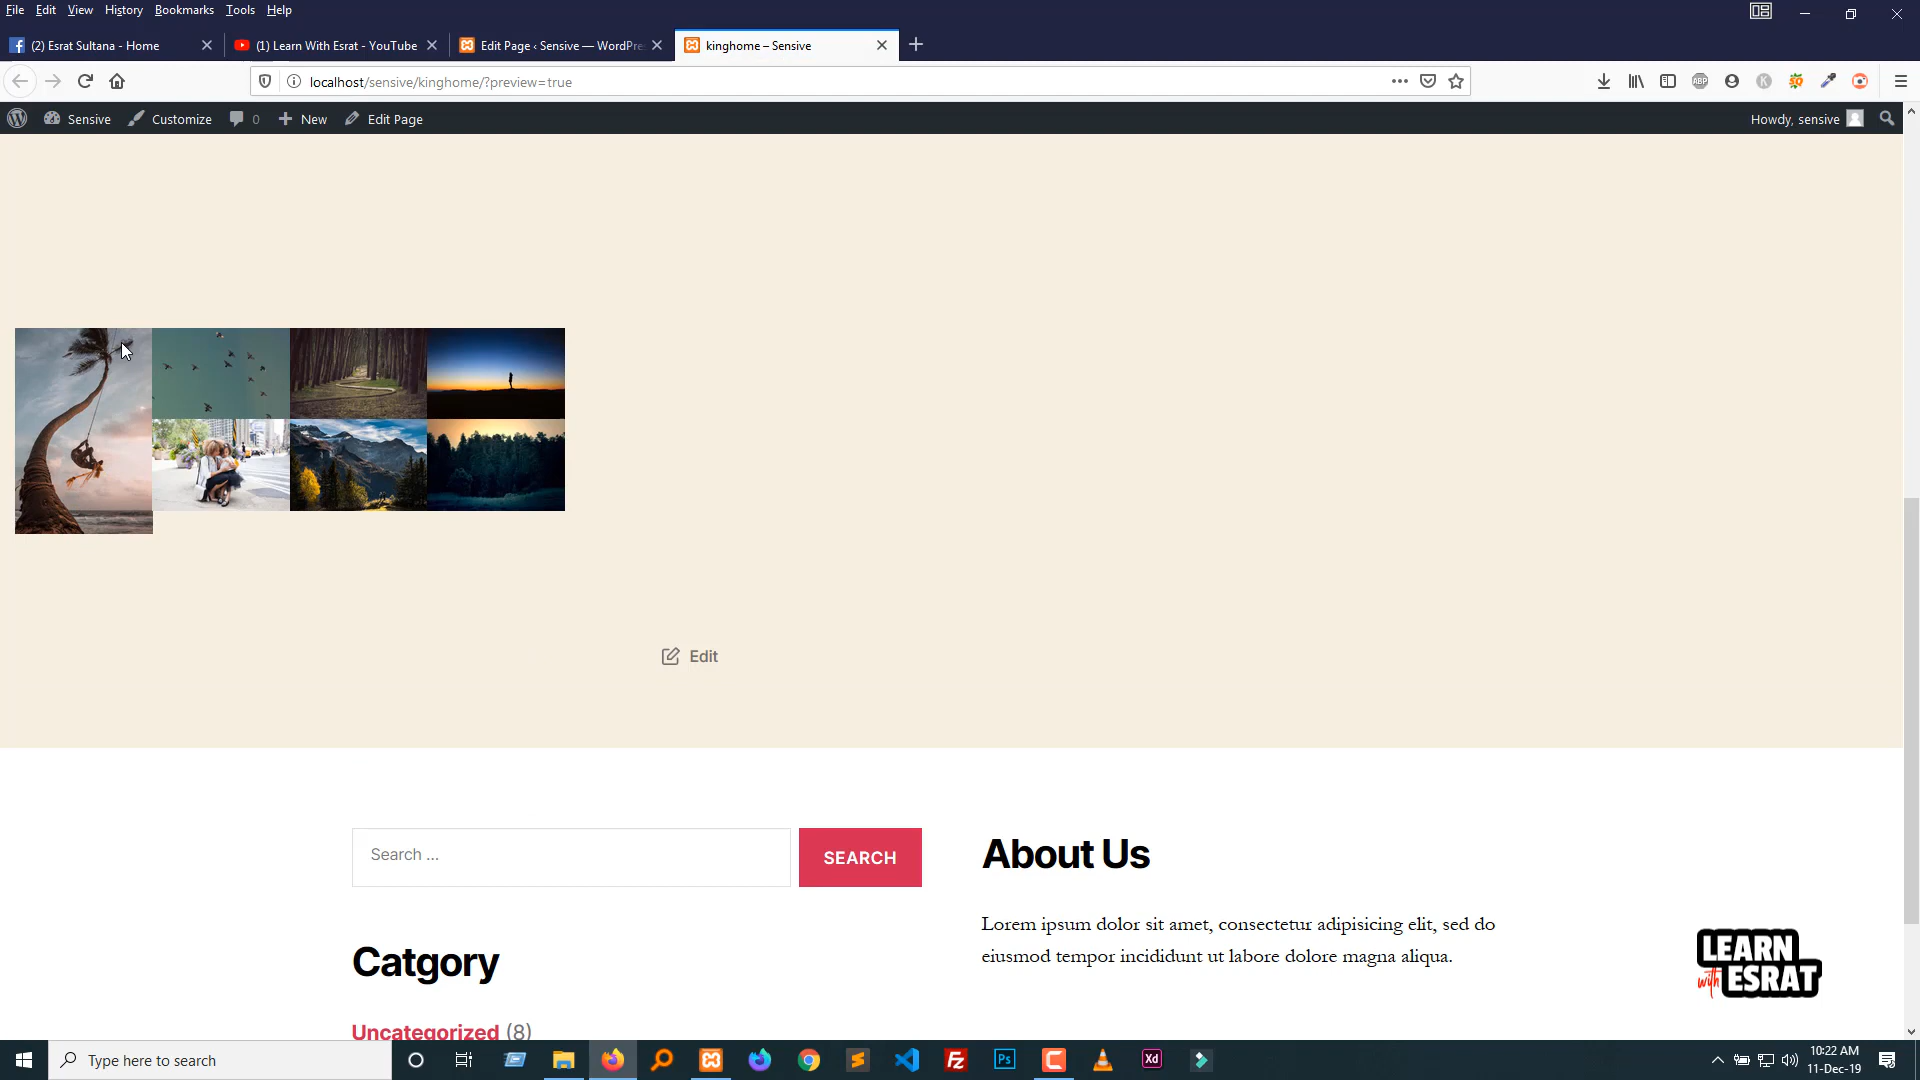 File Edit View History Bookmarks Tools Help
(2) Esrat Sultana - Home
(1) Learn With Esrat - YouTube
Edit Page ‹ Sensive — WordPre
kinghome – Sensive
localhost/sensive/kinghome/?preview=true
ABP
Sensive
Customize
0
New
Edit Page
Howdy, sensive
Edit
Search …
SEARCH
About Us
Lorem ipsum dolor sit amet, consectetur adipisicing elit, sed do
eiusmod tempor incididunt ut labore dolore magna aliqua.
Catgory
Uncategorized (8)
LEARN
with ESRAT
Type here to search
Ps
Xd
10:22 AM
11-Dec-19